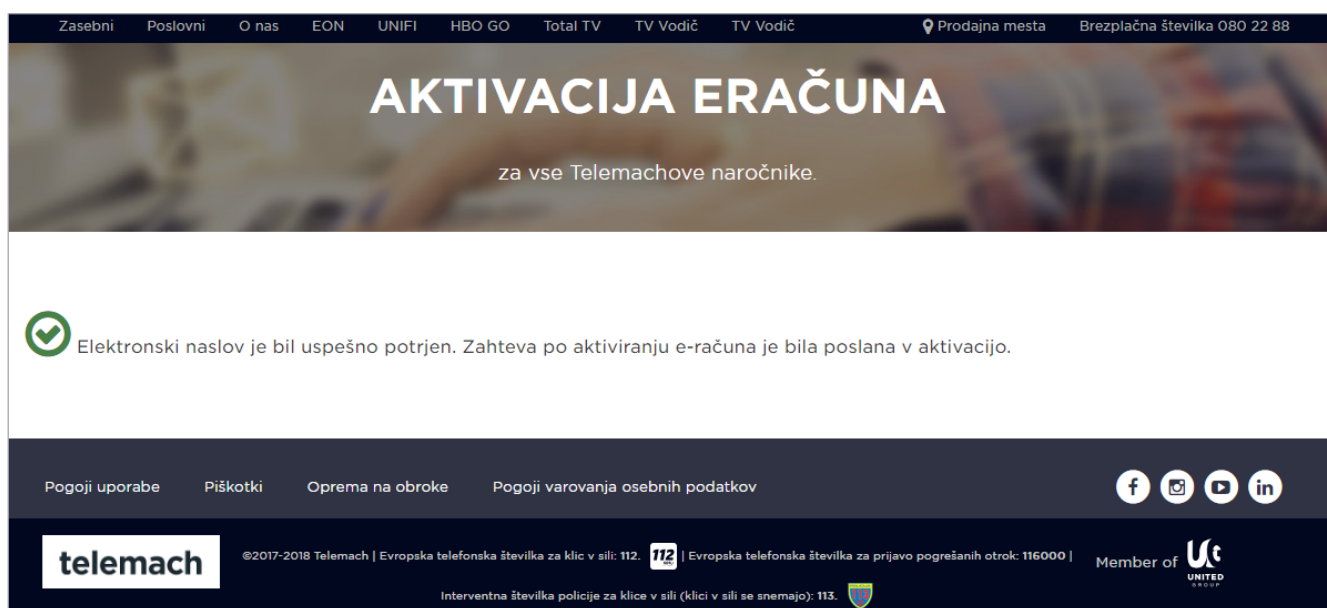 Zasebni Poslovni O nas EON UNIFI HBO GO Total TV TV Vodič TV Vodič Prodajna mesta Brezplačna številka 080 22 88
AKTIVACIJA ERAČUNA
za vse Telemachove naročnike.
Elektronski naslov je bil uspešno potrjen. Zahteva po aktiviranju e-računa je bila poslana v aktivacijo.
Pogoji uporabe Piškotki Oprema na obroke Pogoji varovanja osebnih podatkov
telemach ©2017-2018 Telemach | Evropska telefonska številka za klic v sili: 112. 112 | Evropska telefonska številka za prijavo pogrešanih otrok: 116000 | Member of UNITED GROUP
Interventna številka policije za klice v sili (klici v sili se snemajo): 113.